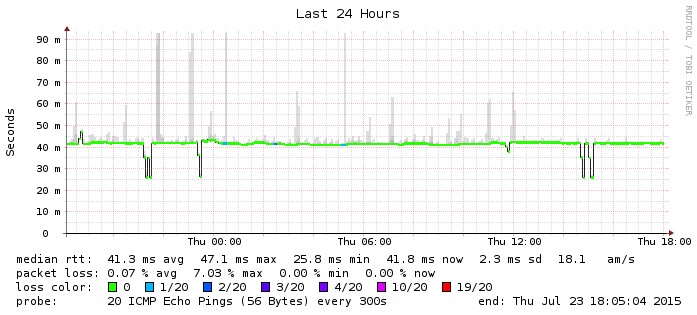 Last 24 Hours
RRDTOOL / TOBI OETIKER
Seconds
90 m
80 m
70 m
60 m
50 m
40 m
30 m
20 m
10 m
0
Thu 00:00 Thu 06:00 Thu 12:00 Thu 18:00
median rtt: 41.3 ms avg 47.1 ms max 25.8 ms min 41.8 ms now 2.3 ms sd 18.1 am/s
packet loss: 0.07 % avg 7.03 % max 0.00 % min 0.00 % now
loss color: 0 1/20 2/20 3/20 4/20 10/20 19/20
probe: 20 ICMP Echo Pings (56 Bytes) every 300s end: Thu Jul 23 18:05:04 2015